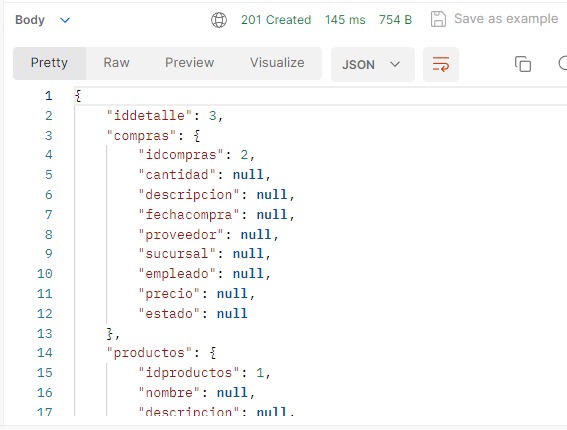 Body 201 Created 145 ms 754 B Save as example
Pretty Raw Preview Visualize JSON
1 {
2 "iddetalle": 3,
3 "compras": {
4 "idcompras": 2,
5 "cantidad": null,
6 "descripcion": null,
7 "fechacompra": null,
8 "proveedor": null,
9 "sucursal": null,
10 "empleado": null,
11 "precio": null,
12 "estado": null
13 },
14 "productos": {
15 "idproductos": 1,
16 "nombre": null,
17 "descripcion": null,